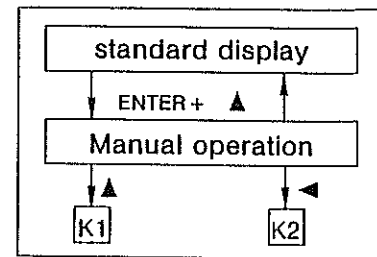 standard display
ENTER + ▲
Manual operation
▲ ◄
K1 K2